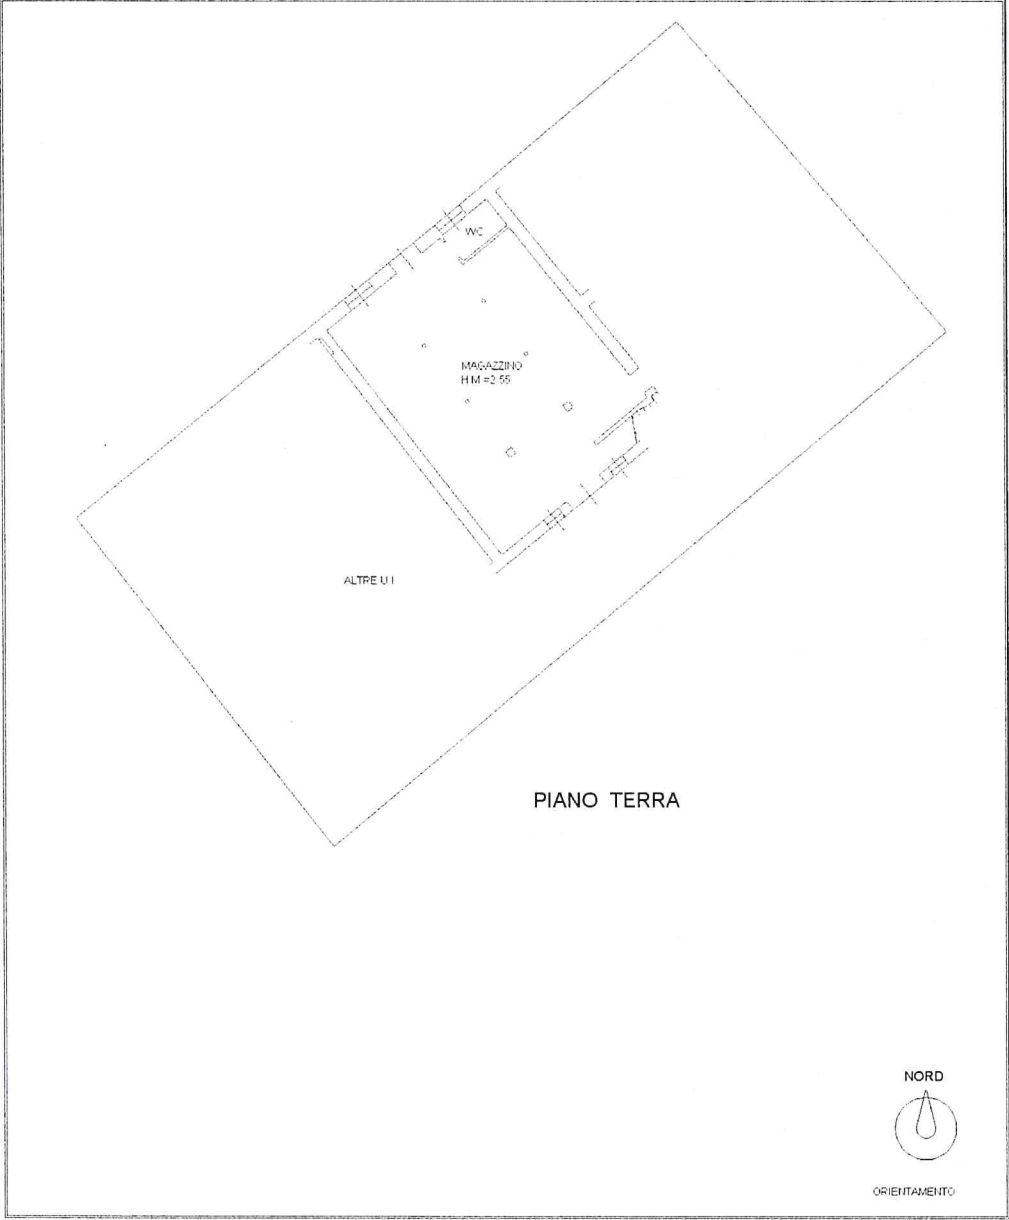 WC
MAGAZZINO
H M =2.55
ALTRE U I
PIANO TERRA
NORD
ORIENTAMENTO